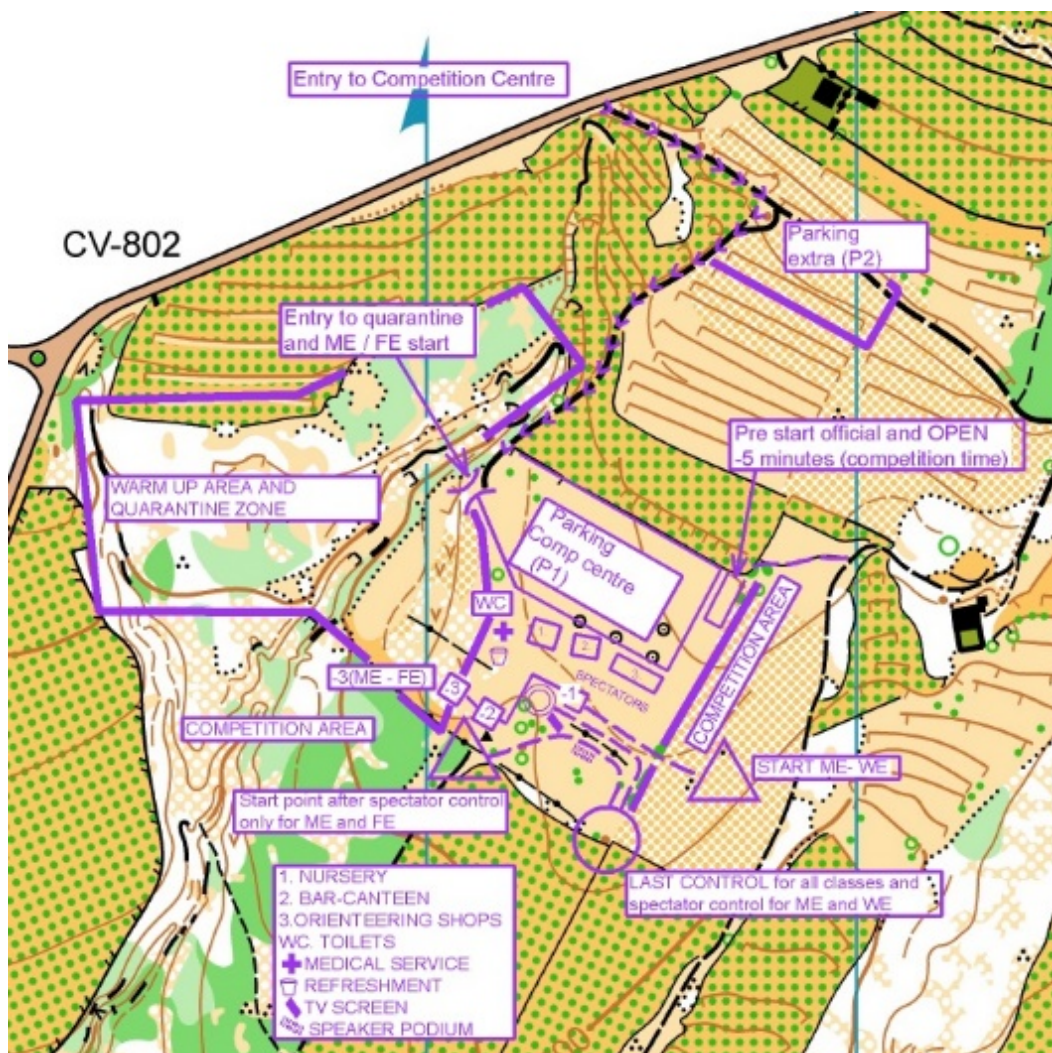 Entry to Competition Centre
CV-802
Parking
extra (P2)
Entry to quarantine
and ME / FE start
Pre start official and OPEN
-5 minutes (competition time)
WARM UP AREA AND
QUARANTINE ZONE
Parking
Comp centre
(P1)
WC
1.
2.
3.
SPECTATORS
COMPETITION AREA
-3(ME - FE)
-3
-2
-1
COMPETITION AREA
START ME- WE
Start point after spectator control
only for ME and FE
LAST CONTROL for all classes and
spectator control for ME and WE
1. NURSERY
2. BAR-CANTEEN
3.ORIENTEERING SHOPS
WC. TOILETS
MEDICAL SERVICE
REFRESHMENT
TV SCREEN
SPEAKER PODIUM